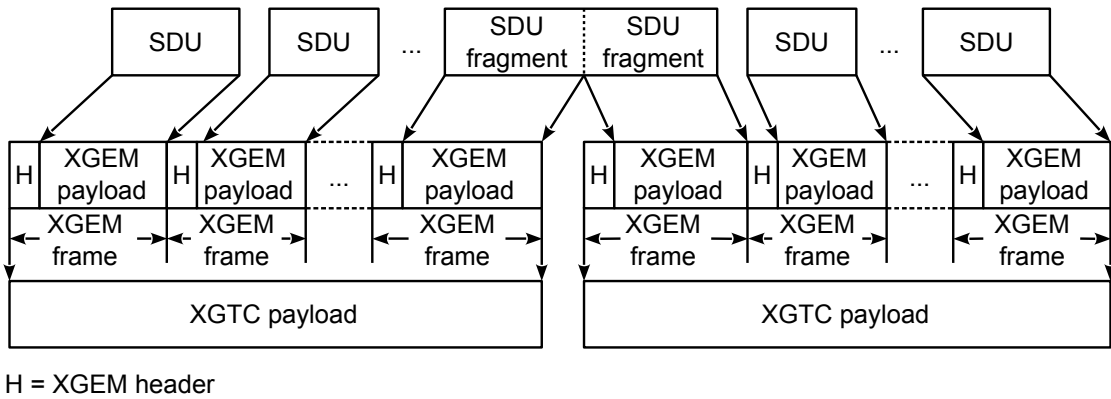 SDU SDU ... SDU fragment SDU fragment SDU ... SDU
H XGEM payload H XGEM payload ... H XGEM payload H XGEM payload H XGEM payload ... H XGEM payload
XGEM frame XGEM frame XGEM frame XGEM frame XGEM frame XGEM frame
XGTC payload XGTC payload
H = XGEM header